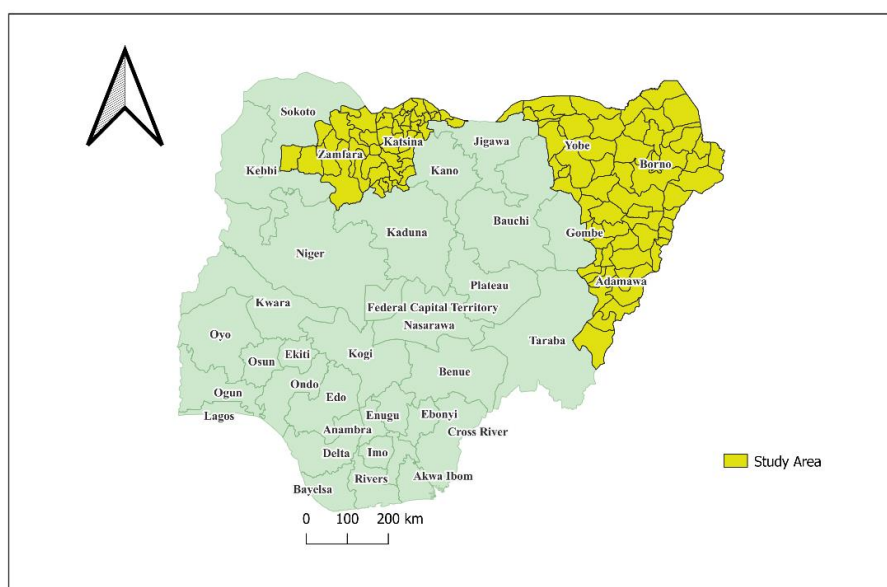 Sokoto
Katsina
Jigawa
Yobe
Zamfara
Borno
Kebbi
Kano
Bauchi
Kaduna
Gombe
Niger
Adamawa
Plateau
Kwara
Federal Capital Territory
Nasarawa
Oyo
Taraba
Ekiti
Kogi
Osun
Benue
Ondo
Ogun
Edo
Lagos
Enugu
Ebonyi
Anambra
Cross River
Delta
Imo
Study Area
Rivers
Akwa Ibom
Bayelsa
0 100 200 km